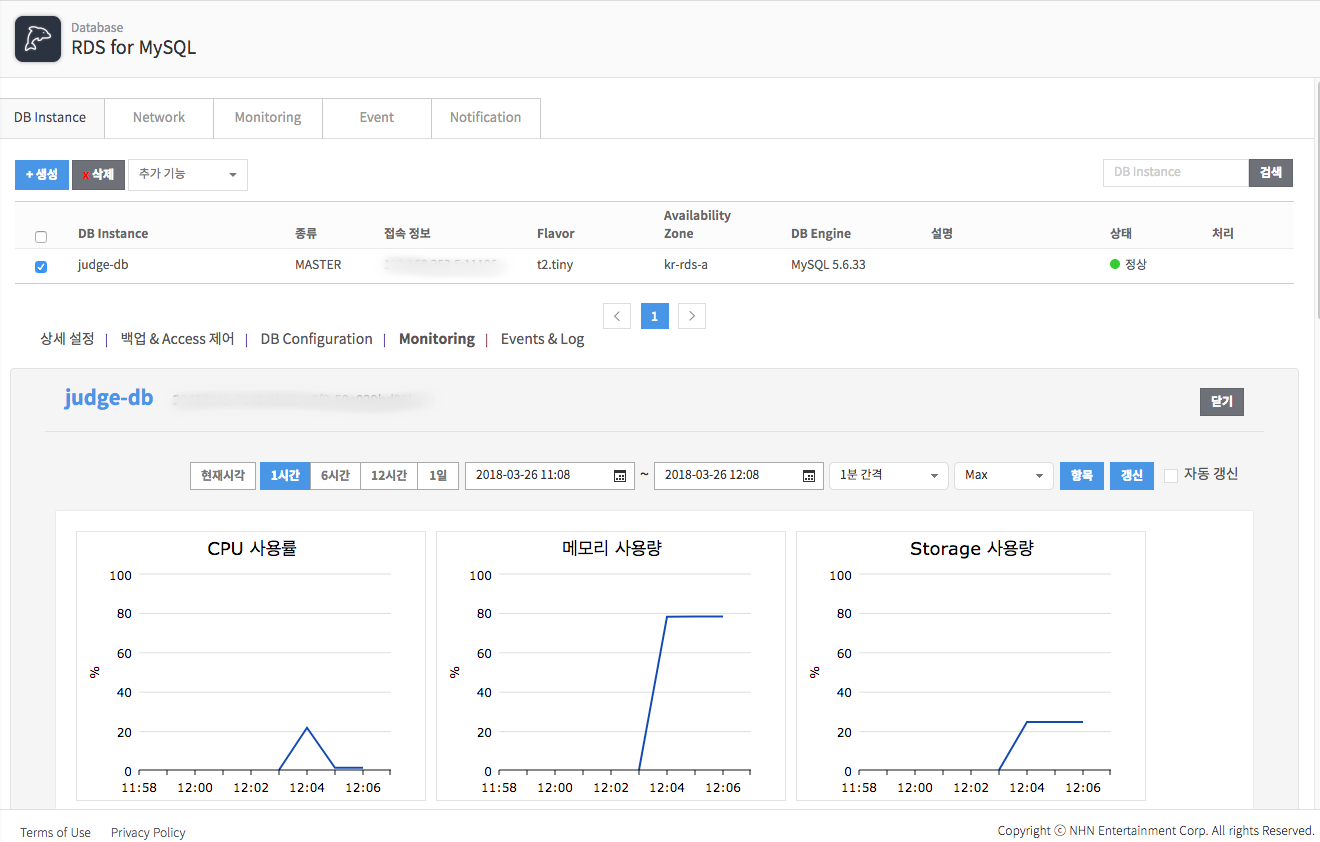 Database
RDS for MySQL
DB Instance Network Monitoring Event Notification
+ 생성 x 삭제 추가 기능 DB Instance 검색
DB Instance 종류 접속 정보 Flavor Availability Zone DB Engine 설명 상태 처리
judge-db MASTER t2.tiny kr-rds-a MySQL 5.6.33 정상
< 1 >
상세 설정 | 백업 & Access 제어 | DB Configuration | Monitoring | Events & Log
judge-db 닫기
현재시각 1시간 6시간 12시간 1일 2018-03-26 11:08 ~ 2018-03-26 12:08 1분 간격 Max 항목 갱신 자동 갱신
CPU 사용률
100
80
60
%
40
20
0
11:58 12:00 12:02 12:04 12:06
메모리 사용량
100
80
60
%
40
20
0
11:58 12:00 12:02 12:04 12:06
Storage 사용량
100
80
60
%
40
20
0
11:58 12:00 12:02 12:04 12:06
Terms of Use Privacy Policy Copyright ⓒ NHN Entertainment Corp. All rights Reserved.